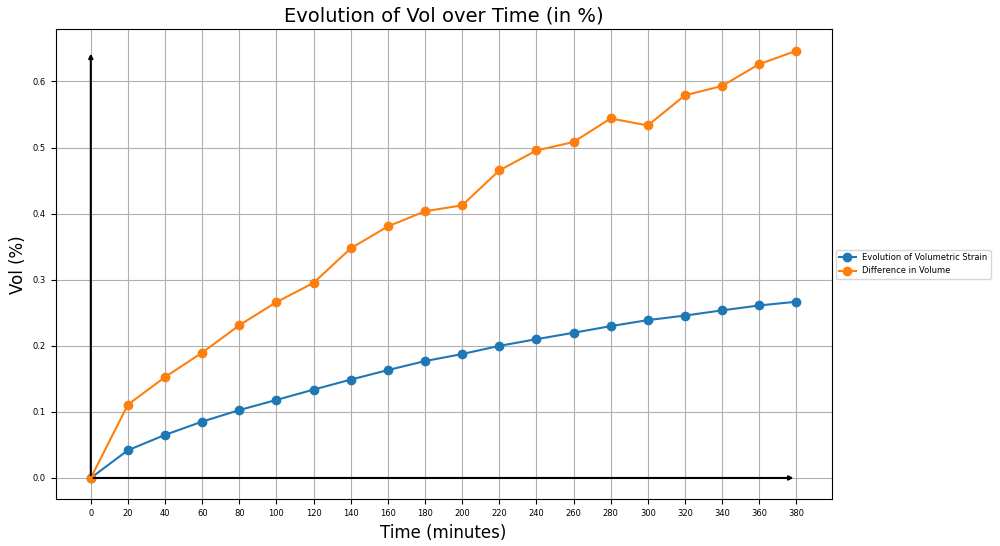 Evolution of Vol over Time (in %)
Vol (%)
0.6
0.5
0.4
0.3
0.2
0.1
0.0
0 20 40 60 80 100 120 140 160 180 200 220 240 260 280 300 320 340 360 380
Time (minutes)
Evolution of Volumetric Strain
Difference in Volume